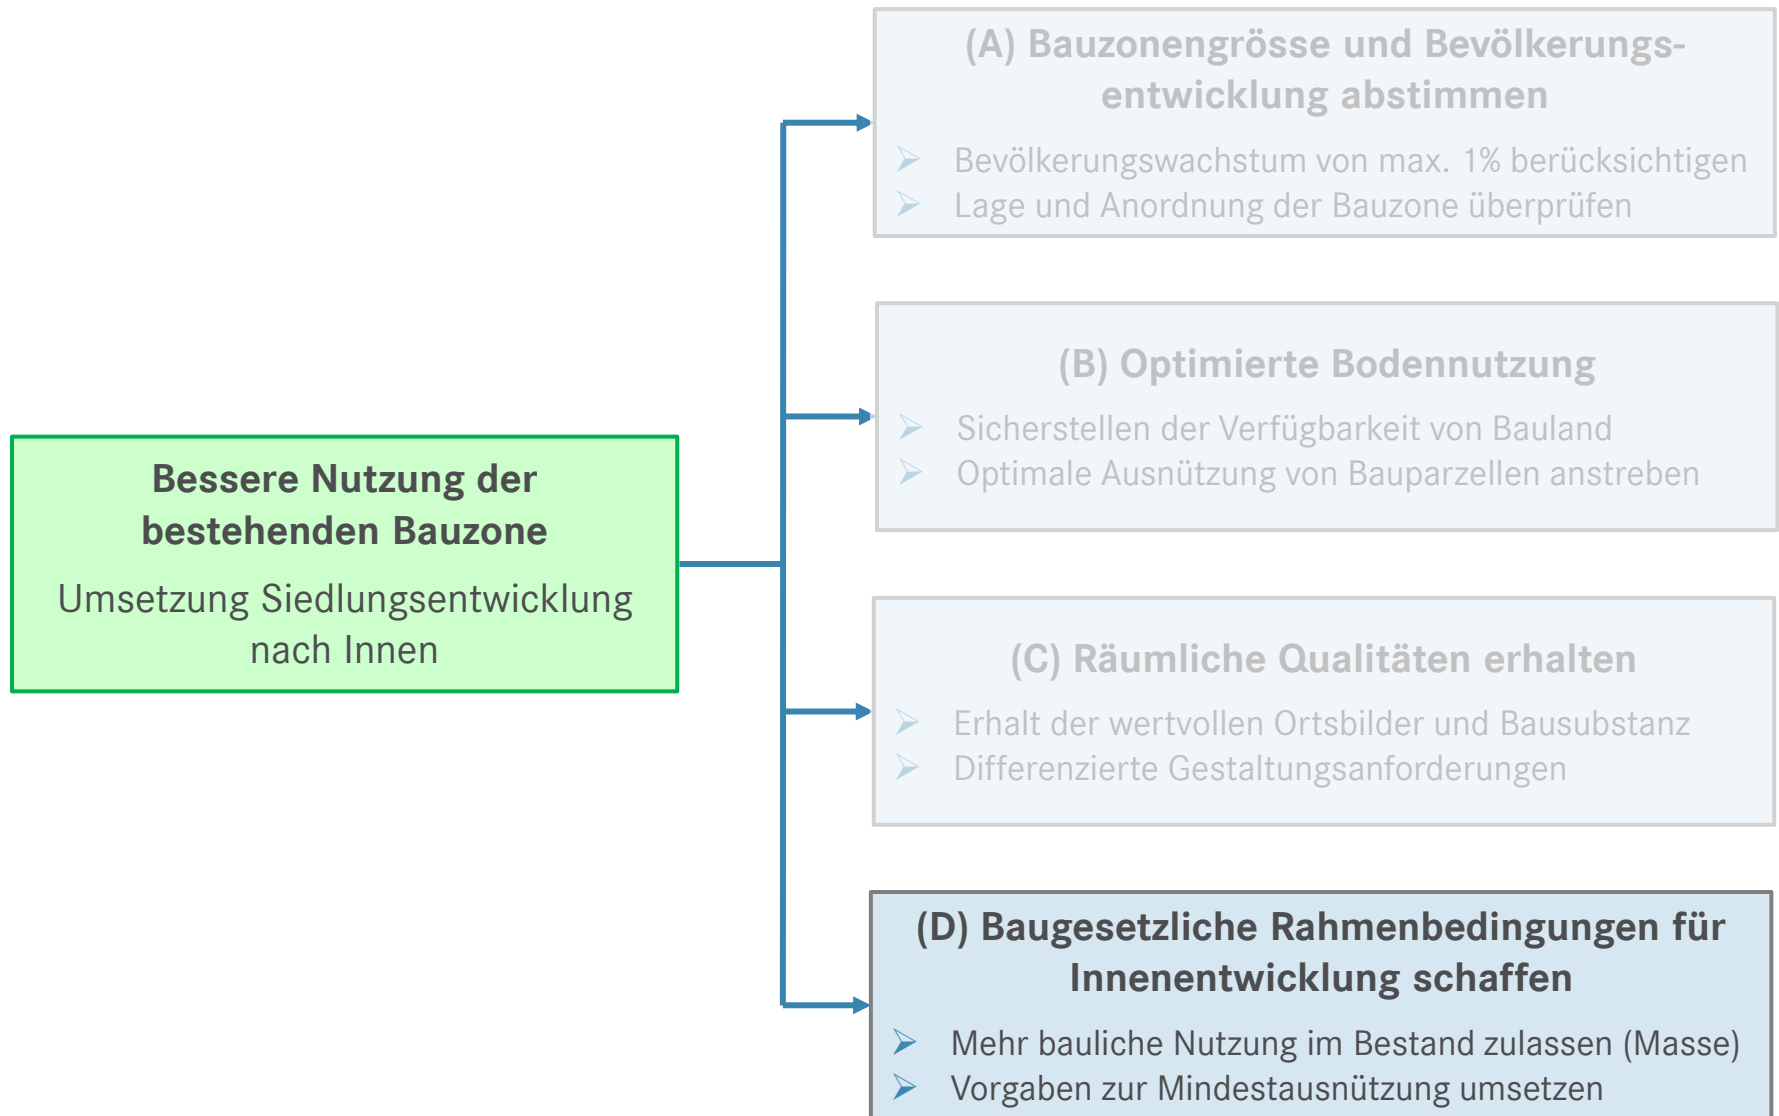 (A) Bauzonengrösse und Bevölkerungs-
entwicklung abstimmen
Bevölkerungswachstum von max. 1% berücksichtigen
Lage und Anordnung der Bauzone überprüfen
(B) Optimierte Bodennutzung
Sicherstellen der Verfügbarkeit von Bauland
Optimale Ausnützung von Bauparzellen anstreben
Bessere Nutzung der
bestehenden Bauzone
Umsetzung Siedlungsentwicklung
nach Innen
(C) Räumliche Qualitäten erhalten
Erhalt der wertvollen Ortsbilder und Bausubstanz
Differenzierte Gestaltungsanforderungen
(D) Baugesetzliche Rahmenbedingungen für
Innenentwicklung schaffen
Mehr bauliche Nutzung im Bestand zulassen (Masse)
Vorgaben zur Mindestausnützung umsetzen